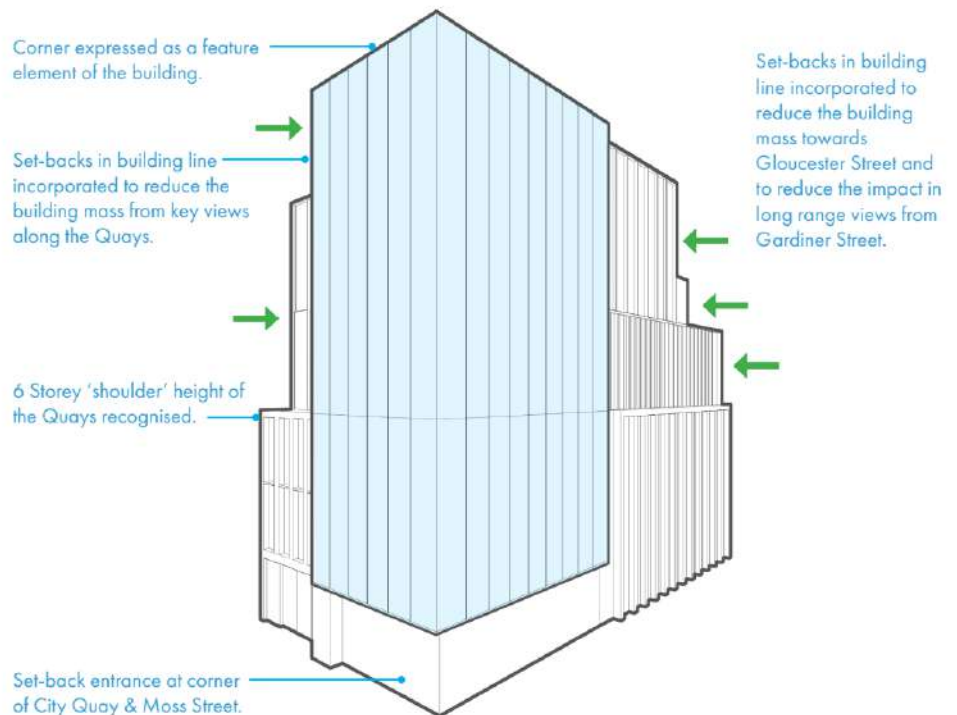 Corner expressed as a feature
element of the building.
Set-backs in building line
incorporated to reduce the
building mass from key views
along the Quays.
6 Storey ‘shoulder’ height of
the Quays recognised.
Set-back entrance at corner
of City Quay & Moss Street.
Set-backs in building
line incorporated to
reduce the building
mass towards
Gloucester Street and
to reduce the impact in
long range views from
Gardiner Street.